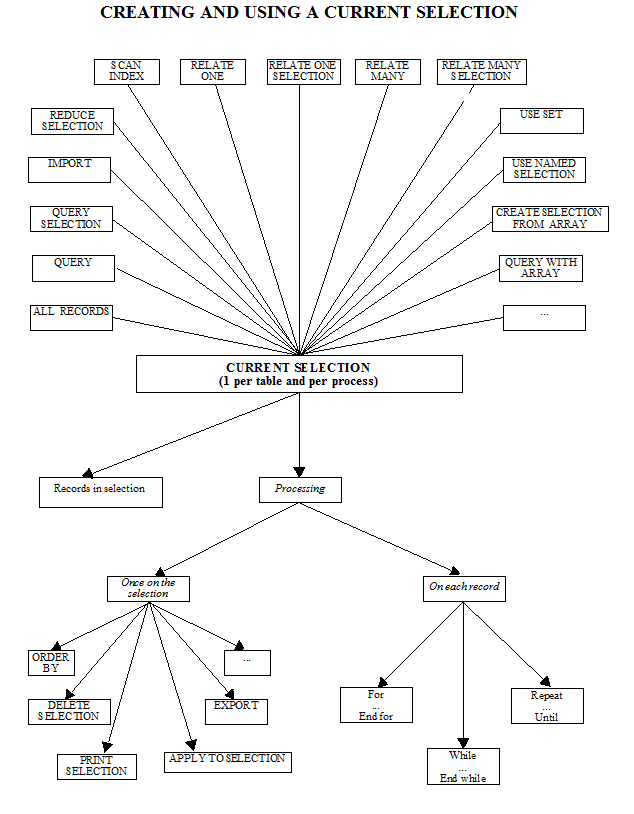 CREATING AND USING A CURRENT SELECTION
SCAN
INDEX
RELATE
ONE
RELATE ONE
SELECTION
RELATE
MANY
RELATE MANY
SELECTION
REDUCE
SELECTION
USE SET
IMPORT
USE NAMED
SELECTION
QUERY
SELECTION
CREATE SELECTION
FROM ARRAY
QUERY
QUERY WITH
ARRAY
ALL RECORDS
...
CURRENT SELECTION
(1 per table and per process)
Records in selection
Processing
Once on the
selection
On each record
ORDER
BY
...
DELETE
SELECTION
EXPORT
PRINT
SELECTION
APPLY TO SELECTION
For
...
End for
Repeat
...
Until
While
...
End while